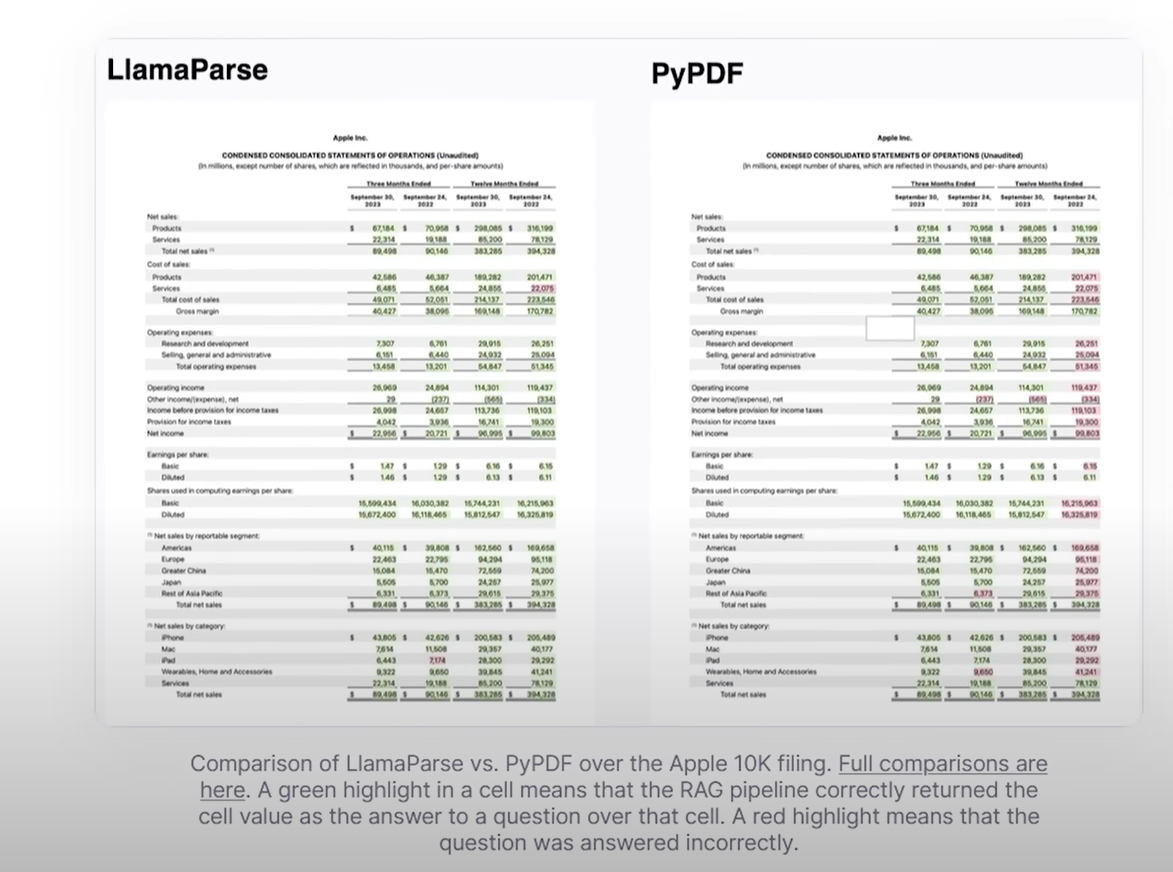 LlamaParse
Apple Inc.
CONDENSED CONSOLIDATED STATEMENTS OF OPERATIONS (Unaudited)
(In millions, except number of shares, which are reflected in thousands, and per-share amounts)
Three Months Ended Twelve Months Ended
September 30, 2023 September 24, 2022 September 30, 2023 September 24, 2022
Net sales:
Products $ 67,184 $ 70,958 $ 298,085 $ 316,199
Services 22,314 19,188 85,200 78,129
Total net sales (1) 89,498 90,146 383,285 394,328
Cost of sales:
Products 42,586 46,387 189,282 201,471
Services 6,485 5,664 24,855 22,075
Total cost of sales 49,071 52,051 214,137 223,546
Gross margin 40,427 38,095 169,148 170,782
Operating expenses:
Research and development 7,307 6,761 29,915 26,251
Selling, general and administrative 6,151 6,440 24,932 25,094
Total operating expenses 13,458 13,201 54,847 51,345
Operating income 26,969 24,894 114,301 119,437
Other income/(expense), net 29 (237) (565) (334)
Income before provision for income taxes 26,998 24,657 113,736 119,103
Provision for income taxes 4,042 3,936 16,741 19,300
Net income $ 22,956 $ 20,721 $ 96,995 $ 99,803
Earnings per share:
Basic $ 1.47 $ 1.29 $ 6.16 $ 6.15
Diluted $ 1.46 $ 1.29 $ 6.13 $ 6.11
Shares used in computing earnings per share:
Basic 15,599,434 16,030,382 15,744,231 16,215,963
Diluted 15,672,400 16,118,465 15,812,547 16,325,819
(1) Net sales by reportable segment:
Americas $ 40,115 $ 39,808 $ 162,560 $ 169,658
Europe 22,463 22,795 94,294 95,118
Greater China 15,084 15,470 72,559 74,200
Japan 5,505 5,700 24,257 25,977
Rest of Asia Pacific 6,331 6,373 29,615 29,375
Total net sales $ 89,498 $ 90,146 $ 383,285 $ 394,328
(1) Net sales by category:
iPhone $ 43,805 $ 42,626 $ 200,583 $ 205,489
Mac 7,614 11,508 29,357 40,177
iPad 6,443 7,174 28,300 29,292
Wearables, Home and Accessories 9,322 9,650 39,845 41,241
Services 22,314 19,188 85,200 78,129
Total net sales $ 89,498 $ 90,146 $ 383,285 $ 394,328
PyPDF
Apple Inc.
CONDENSED CONSOLIDATED STATEMENTS OF OPERATIONS (Unaudited)
(In millions, except number of shares, which are reflected in thousands, and per-share amounts)
Three Months Ended Twelve Months Ended
September 30, 2023 September 24, 2022 September 30, 2023 September 24, 2022
Net sales:
Products $ 67,184 $ 70,958 $ 298,085 $ 316,199
Services 22,314 19,188 85,200 78,129
Total net sales (1) 89,498 90,146 383,285 394,328
Cost of sales:
Products 42,586 46,387 189,282 201,471
Services 6,485 5,664 24,855 22,075
Total cost of sales 49,071 52,051 214,137 223,546
Gross margin 40,427 38,095 169,148 170,782
Operating expenses:
Research and development 7,307 6,761 29,915 26,251
Selling, general and administrative 6,151 6,440 24,932 25,094
Total operating expenses 13,458 13,201 54,847 51,345
Operating income 26,969 24,894 114,301 119,437
Other income/(expense), net 29 (237) (565) (334)
Income before provision for income taxes 26,998 24,657 113,736 119,103
Provision for income taxes 4,042 3,936 16,741 19,300
Net income $ 22,956 $ 20,721 $ 96,995 $ 99,803
Earnings per share:
Basic $ 1.47 $ 1.29 $ 6.16 $ 6.15
Diluted $ 1.46 $ 1.29 $ 6.13 $ 6.11
Shares used in computing earnings per share:
Basic 15,599,434 16,030,382 15,744,231 16,215,963
Diluted 15,672,400 16,118,465 15,812,547 16,325,819
(1) Net sales by reportable segment:
Americas $ 40,115 $ 39,808 $ 162,560 $ 169,658
Europe 22,463 22,795 94,294 95,118
Greater China 15,084 15,470 72,559 74,200
Japan 5,505 5,700 24,257 25,977
Rest of Asia Pacific 6,331 6,373 29,615 29,375
Total net sales $ 89,498 $ 90,146 $ 383,285 $ 394,328
(1) Net sales by category:
iPhone $ 43,805 $ 42,626 $ 200,583 $ 205,489
Mac 7,614 11,508 29,357 40,177
iPad 6,443 7,174 28,300 29,292
Wearables, Home and Accessories 9,322 9,650 39,845 41,241
Services 22,314 19,188 85,200 78,129
Total net sales $ 89,498 $ 90,146 $ 383,285 $ 394,328
Comparison of LlamaParse vs. PyPDF over the Apple 10K filing. Full comparisons are
here. A green highlight in a cell means that the RAG pipeline correctly returned the
cell value as the answer to a question over that cell. A red highlight means that the
question was answered incorrectly.